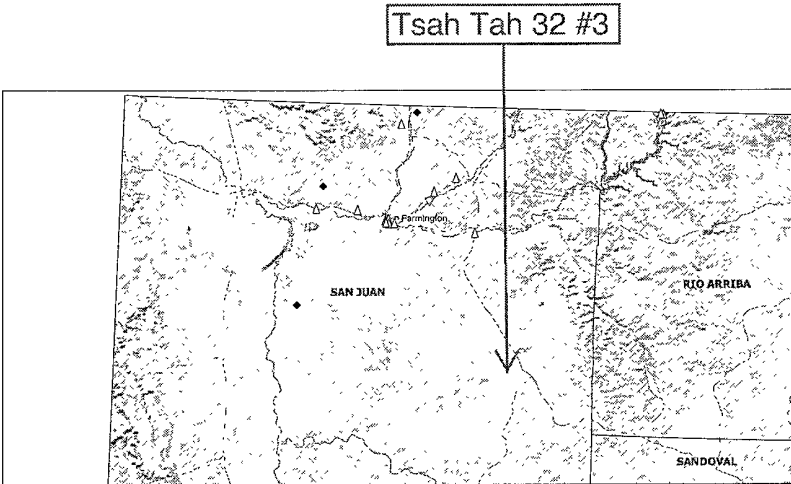 Tsah Tah 32 #3
Farmington
SAN JUAN
RIO ARRIBA
SANDOVAL